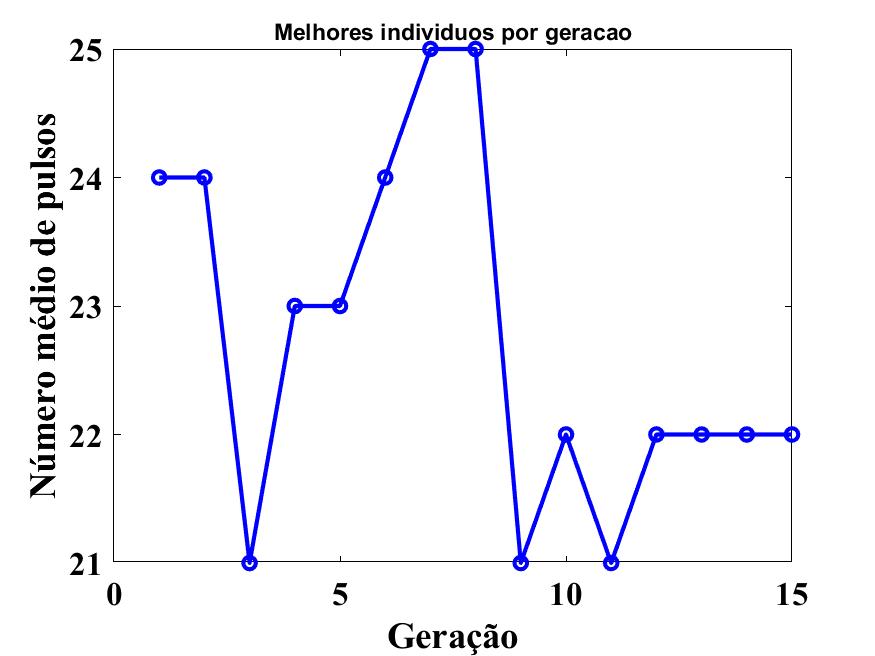 Melhores individuos por geracao
25
24
23
22
21
Número médio de pulsos
0 5 10 15
Geração